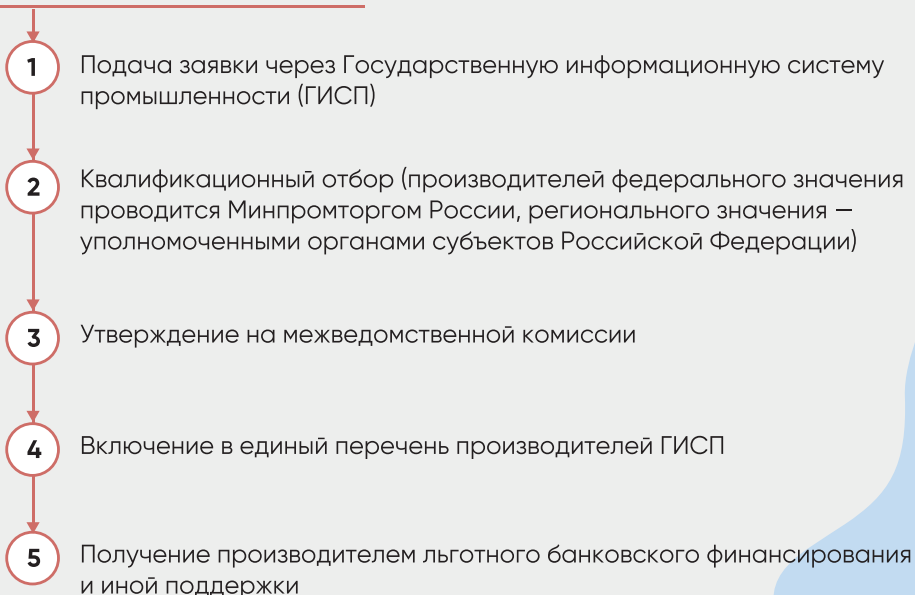 1
Подача заявки через Государственную информационную систему
промышленности (ГИСП)
2
Квалификационный отбор (производителей федерального значения
проводится Минпромторгом России, регионального значения —
уполномоченными органами субъектов Российской Федерации)
3
Утверждение на межведомственной комиссии
4
Включение в единый перечень производителей ГИСП
5
Получение производителем льготного банковского финансирования
и иной поддержки